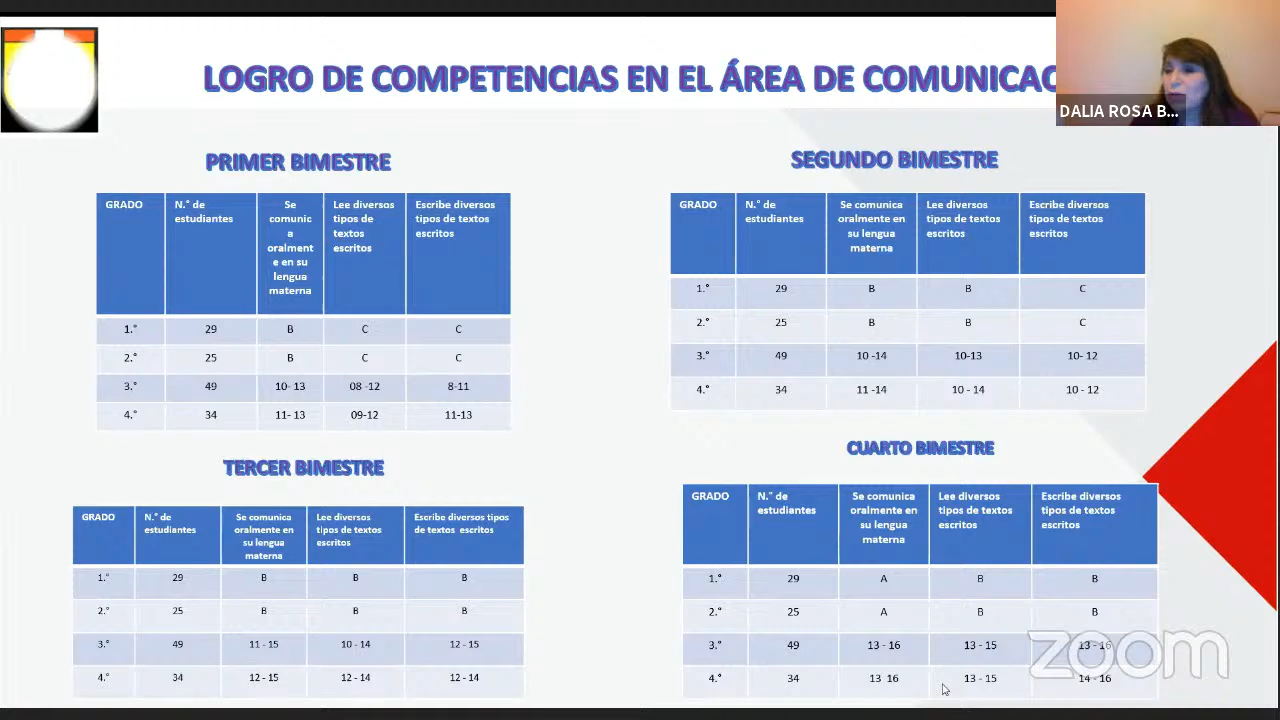 LOGRO DE COMPETENCIAS EN EL ÁREA DE COMUNICAC
DALIA ROSA B...
PRIMER BIMESTRE
GRADO N.° de estudiantes Se comunica oralmente en su lengua materna Lee diversos tipos de textos escritos Escribe diversos tipos de textos escritos
1.° 29 B C C
2.° 25 B C C
3.° 49 10- 13 08 -12 8-11
4.° 34 11- 13 09-12 11-13
SEGUNDO BIMESTRE
GRADO N.° de estudiantes Se comunica oralmente en su lengua materna Lee diversos tipos de textos escritos Escribe diversos tipos de textos escritos
1.° 29 B B C
2.° 25 B B C
3.° 49 10 -14 10-13 10- 12
4.° 34 11 -14 10 - 14 10 - 12
TERCER BIMESTRE
GRADO N.° de estudiantes Se comunica oralmente en su lengua materna Lee diversos tipos de textos escritos Escribe diversos tipos de textos escritos
1.° 29 B B B
2.° 25 B B B
3.° 49 11 - 15 10 - 14 12 - 15
4.° 34 12 - 15 12 - 14 12 - 14
CUARTO BIMESTRE
GRADO N.° de estudiantes Se comunica oralmente en su lengua materna Lee diversos tipos de textos escritos Escribe diversos tipos de textos escritos
1.° 29 A B B
2.° 25 A B B
3.° 49 13 - 16 13 - 15 13 - 16
4.° 34 13 16 13 - 15 14 - 16
zoom